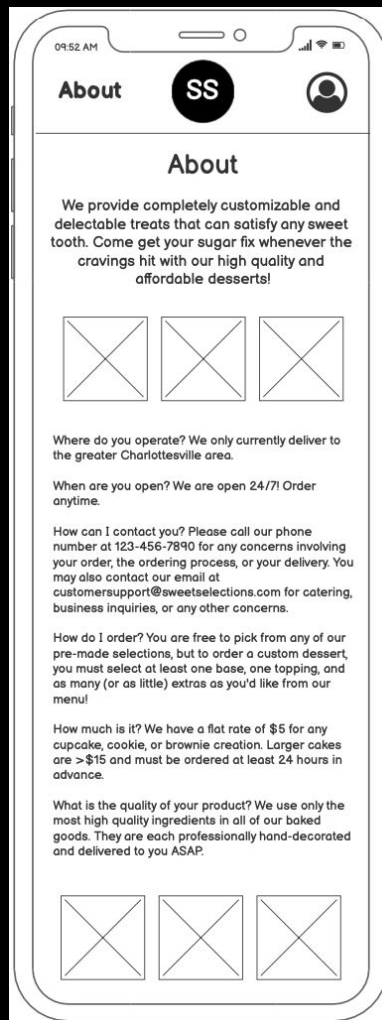 09:52 AM
About
SS
About
We provide completely customizable and
delectable treats that can satisfy any sweet
tooth. Come get your sugar fix whenever the
cravings hit with our high quality and
affordable desserts!
Where do you operate? We only currently deliver to
the greater Charlottesville area.
When are you open? We are open 24/7! Order
anytime.
How can I contact you? Please call our phone
number at 123-456-7890 for any concerns involving
your order, the ordering process, or your delivery. You
may also contact our email at
customersupport@sweetselections.com for catering,
business inquiries, or any other concerns.
How do I order? You are free to pick from any of our
pre-made selections, but to order a custom dessert,
you must select at least one base, one topping, and
as many (or as little) extras as you'd like from our
menu!
How much is it? We have a flat rate of $5 for any
cupcake, cookie, or brownie creation. Larger cakes
are >$15 and must be ordered at least 24 hours in
advance.
What is the quality of your product? We use only the
most high quality ingredients in all of our baked
goods. They are each professionally hand-decorated
and delivered to you ASAP.